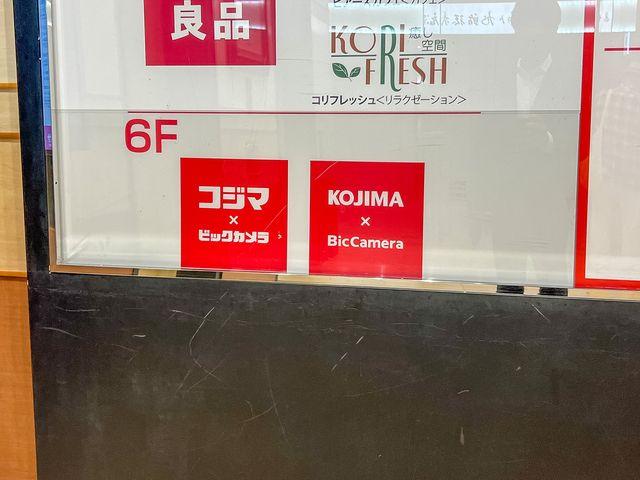 良品
KORI
癒し
空間
FRESH
コリフレッシュ<リラクゼーション>
6F
コジマ
×
ビックカメラ
KOJIMA
×
BicCamera